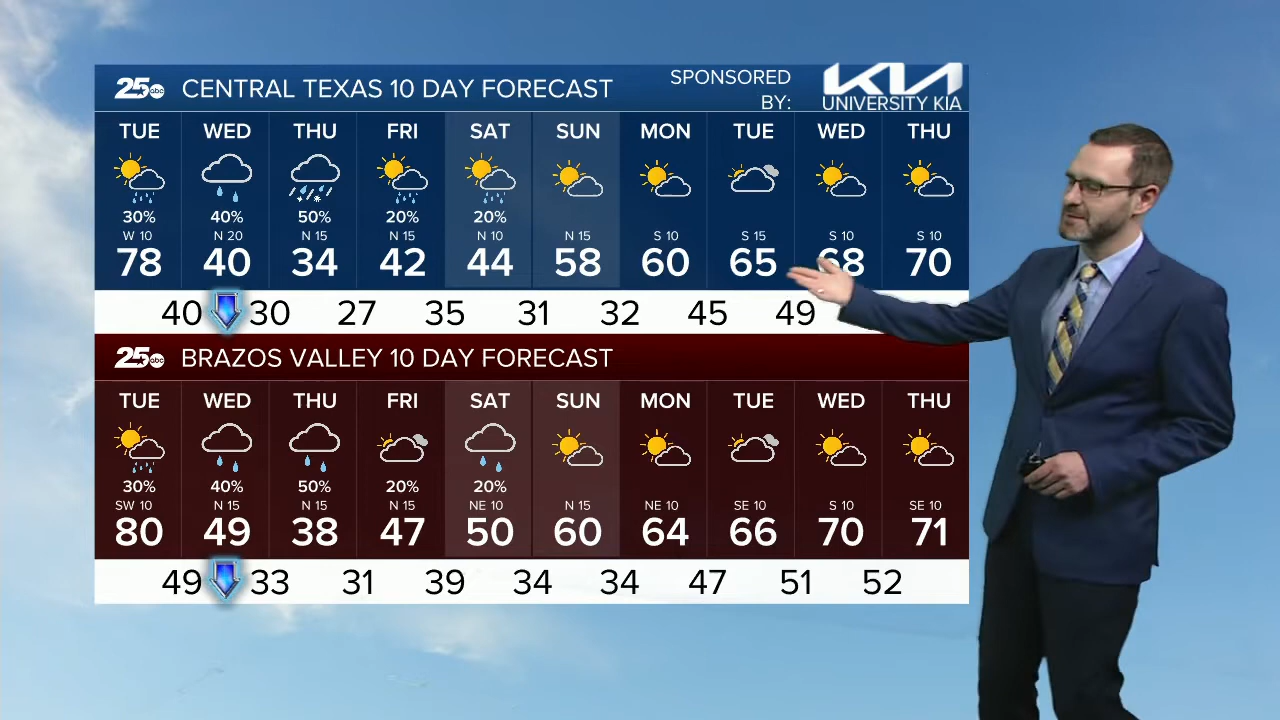 25 abc CENTRAL TEXAS 10 DAY FORECAST SPONSORED BY: KIA UNIVERSITY KIA
TUE WED THU FRI SAT SUN MON TUE WED THU
30% 40% 50% 20% 20%
W 10 N 20 N 15 N 15 N 10 N 15 S 10 S 15 S 10 S 10
78 40 34 42 44 58 60 65 68 70
40 30 27 35 31 32 45 49
25 abc BRAZOS VALLEY 10 DAY FORECAST
TUE WED THU FRI SAT SUN MON TUE WED THU
30% 40% 50% 20% 20%
SW 10 N 15 N 15 N 15 NE 10 N 15 NE 10 SE 10 S 10 SE 10
80 49 38 47 50 60 64 66 70 71
49 33 31 39 34 34 47 51 52